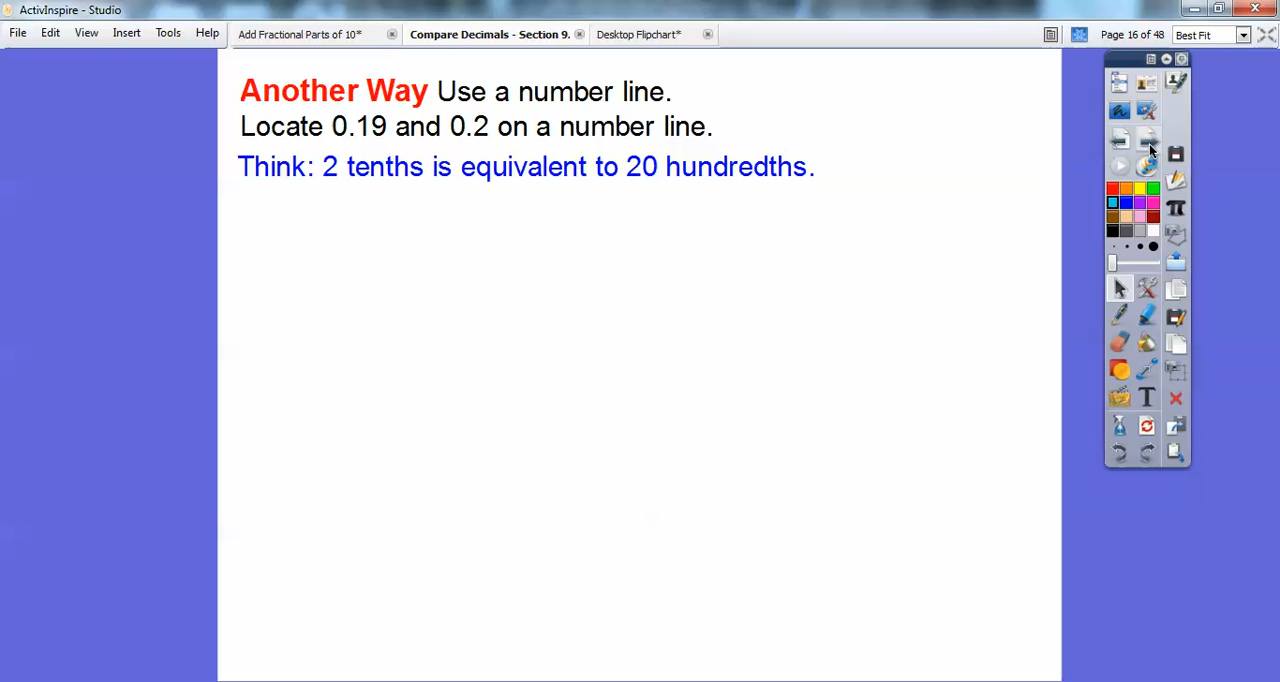 ActivInspire - Studio
File Edit View Insert Tools Help
Add Fractional Parts of 10* Compare Decimals - Section 9. Desktop Flipchart*
Page 16 of 48 Best Fit
Another Way Use a number line.
Locate 0.19 and 0.2 on a number line.
Think: 2 tenths is equivalent to 20 hundredths.